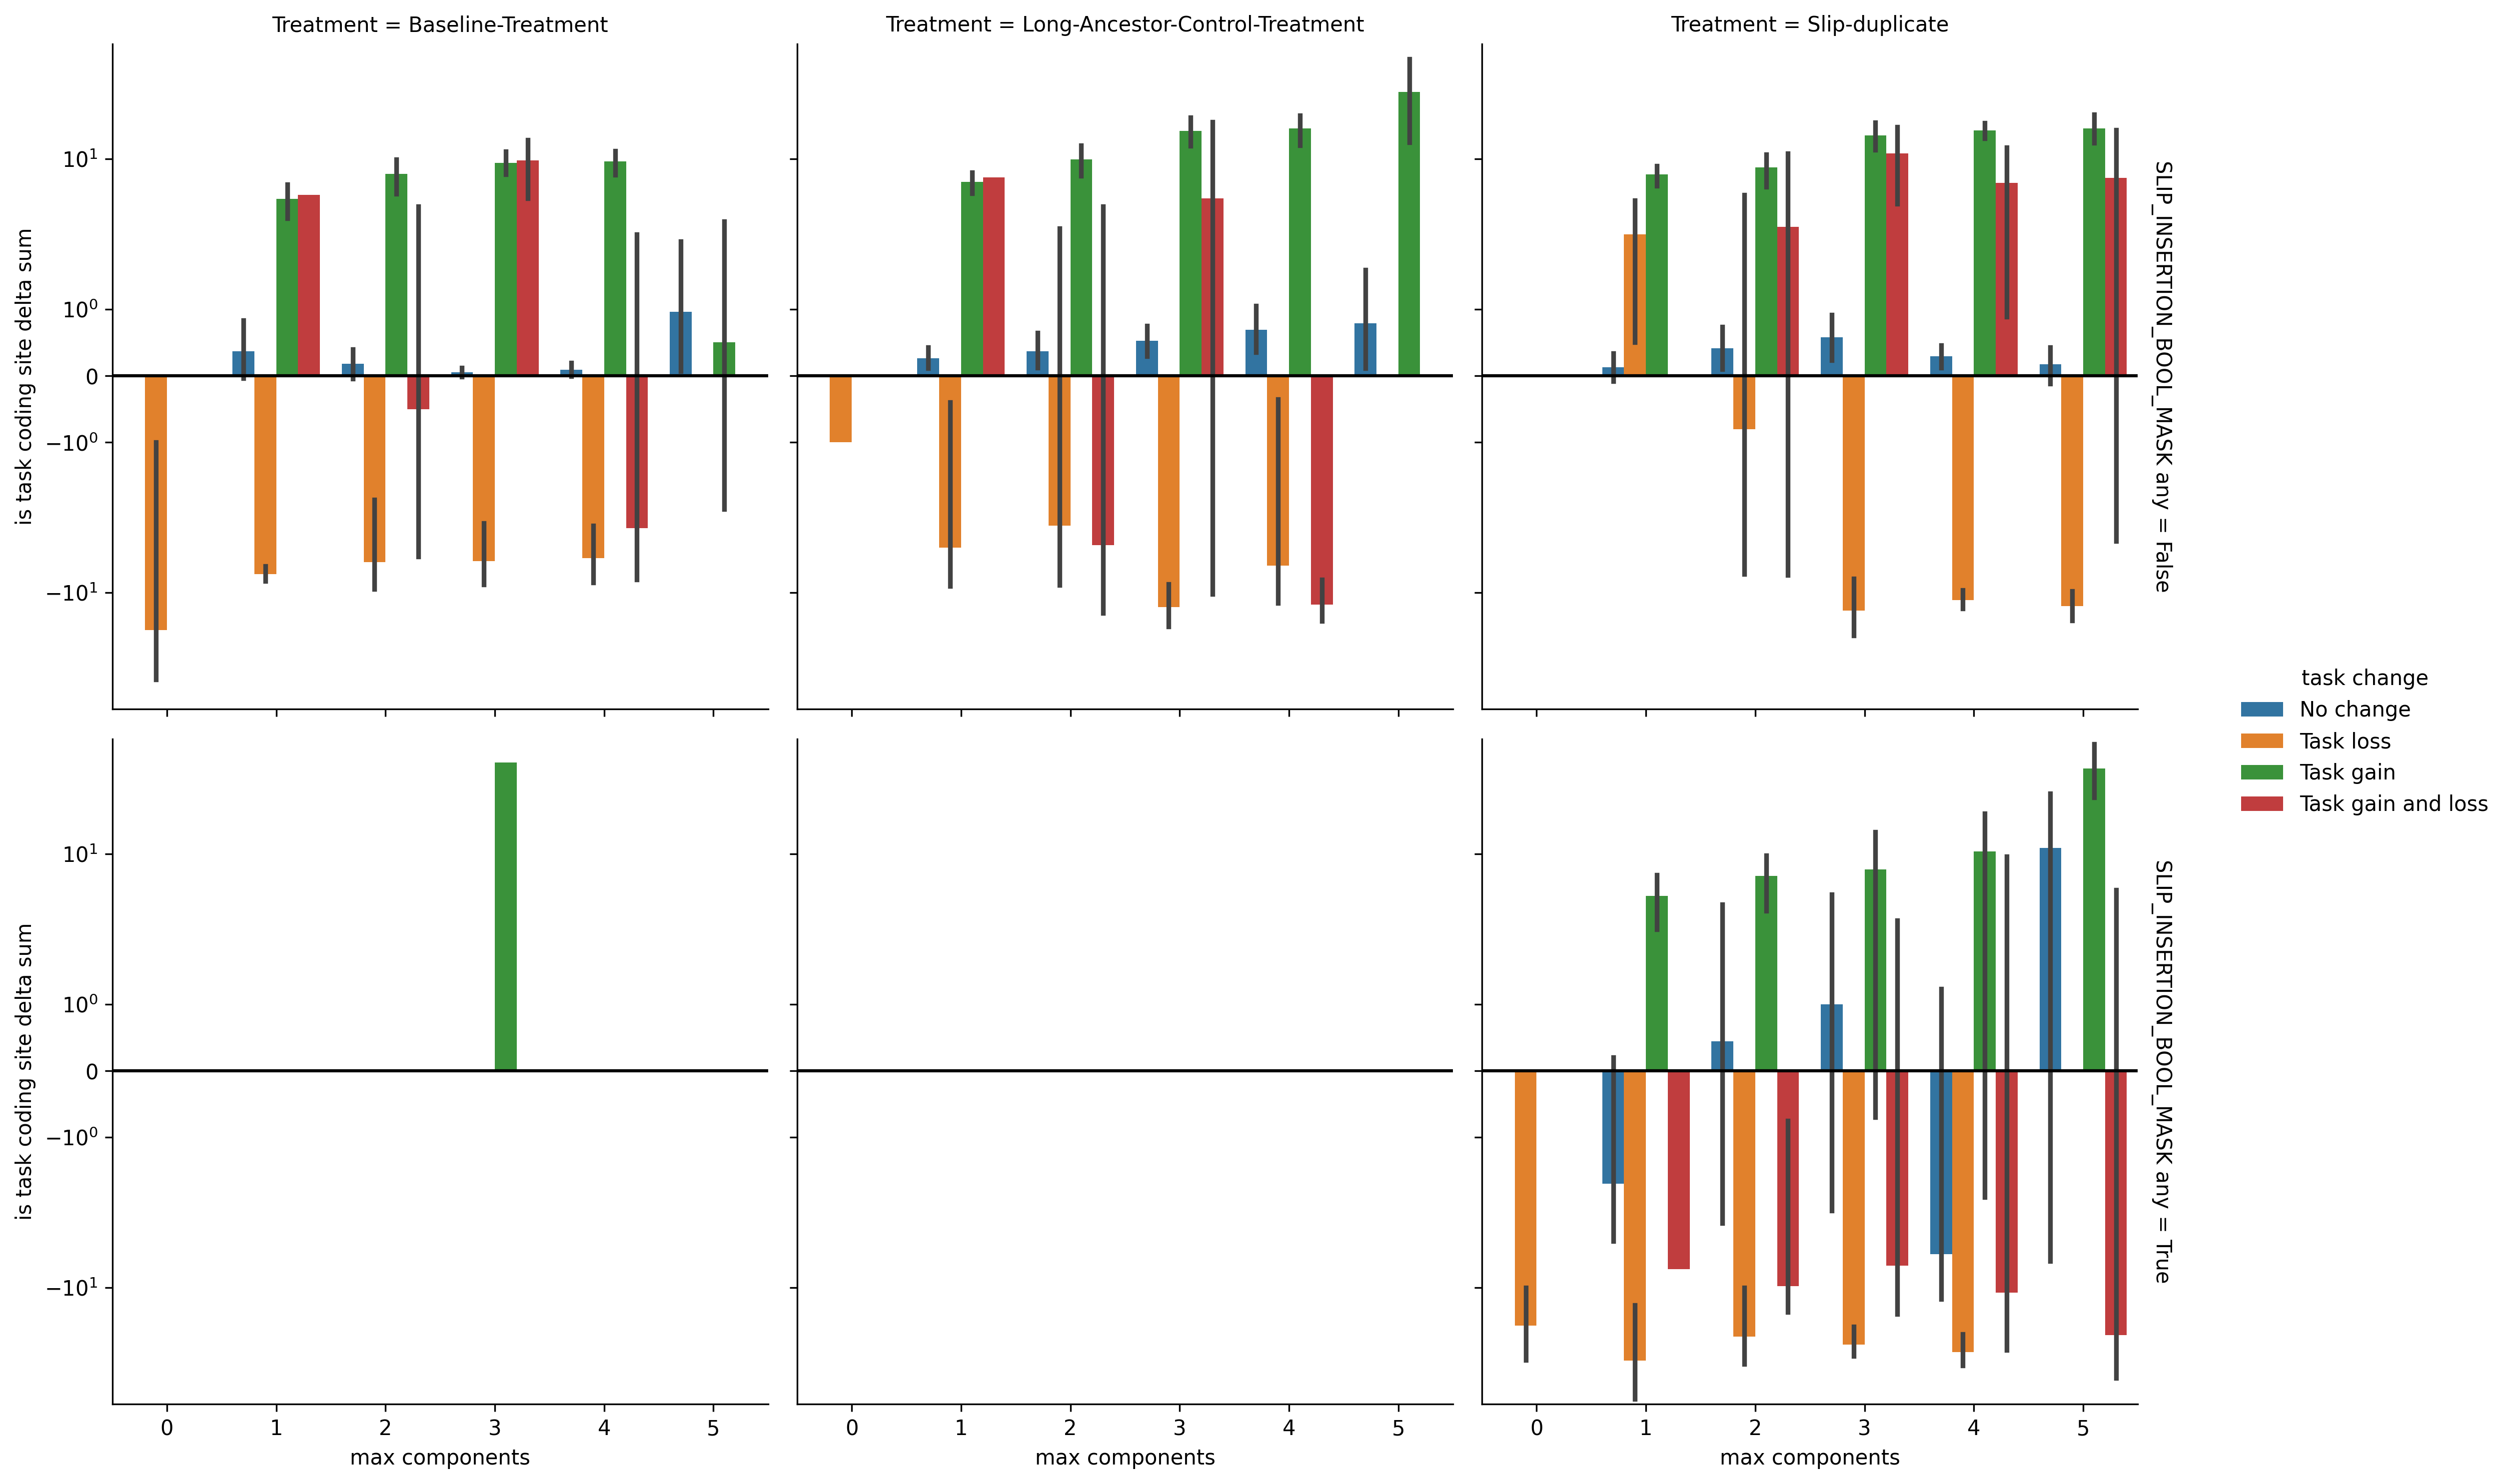 Treatment = Baseline-Treatment
Treatment = Long-Ancestor-Control-Treatment
Treatment = Slip-duplicate
is task coding site delta sum
10¹
10⁰
0
−10⁰
−10¹
SLIP_INSERTION_BOOL_MASK any = False
task change
No change
Task loss
Task gain
Task gain and loss
is task coding site delta sum
10¹
10⁰
0
−10⁰
−10¹
SLIP_INSERTION_BOOL_MASK any = True
0 1 2 3 4 5
0 1 2 3 4 5
0 1 2 3 4 5
max components
max components
max components